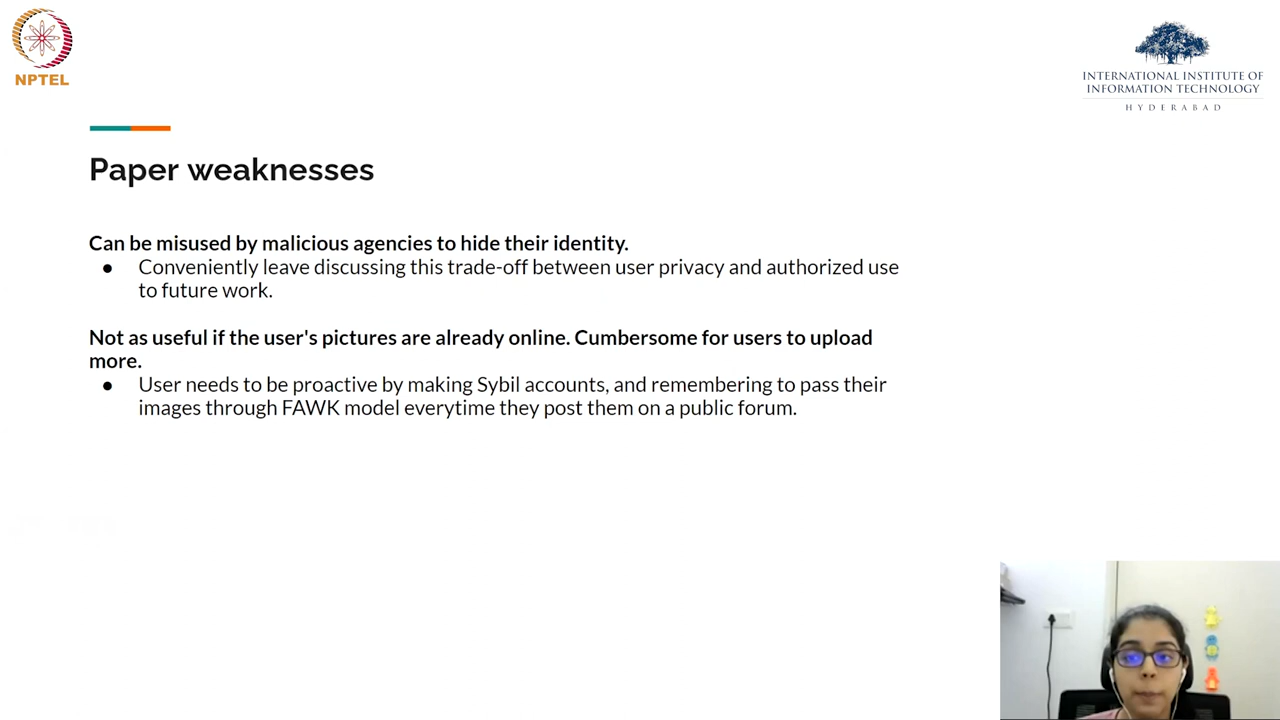 NPTEL
INTERNATIONAL INSTITUTE OF
INFORMATION TECHNOLOGY
HYDERABAD
Paper weaknesses
Can be misused by malicious agencies to hide their identity.
● Conveniently leave discussing this trade-off between user privacy and authorized use
to future work.
Not as useful if the user's pictures are already online. Cumbersome for users to upload
more.
● User needs to be proactive by making Sybil accounts, and remembering to pass their
images through FAWK model everytime they post them on a public forum.